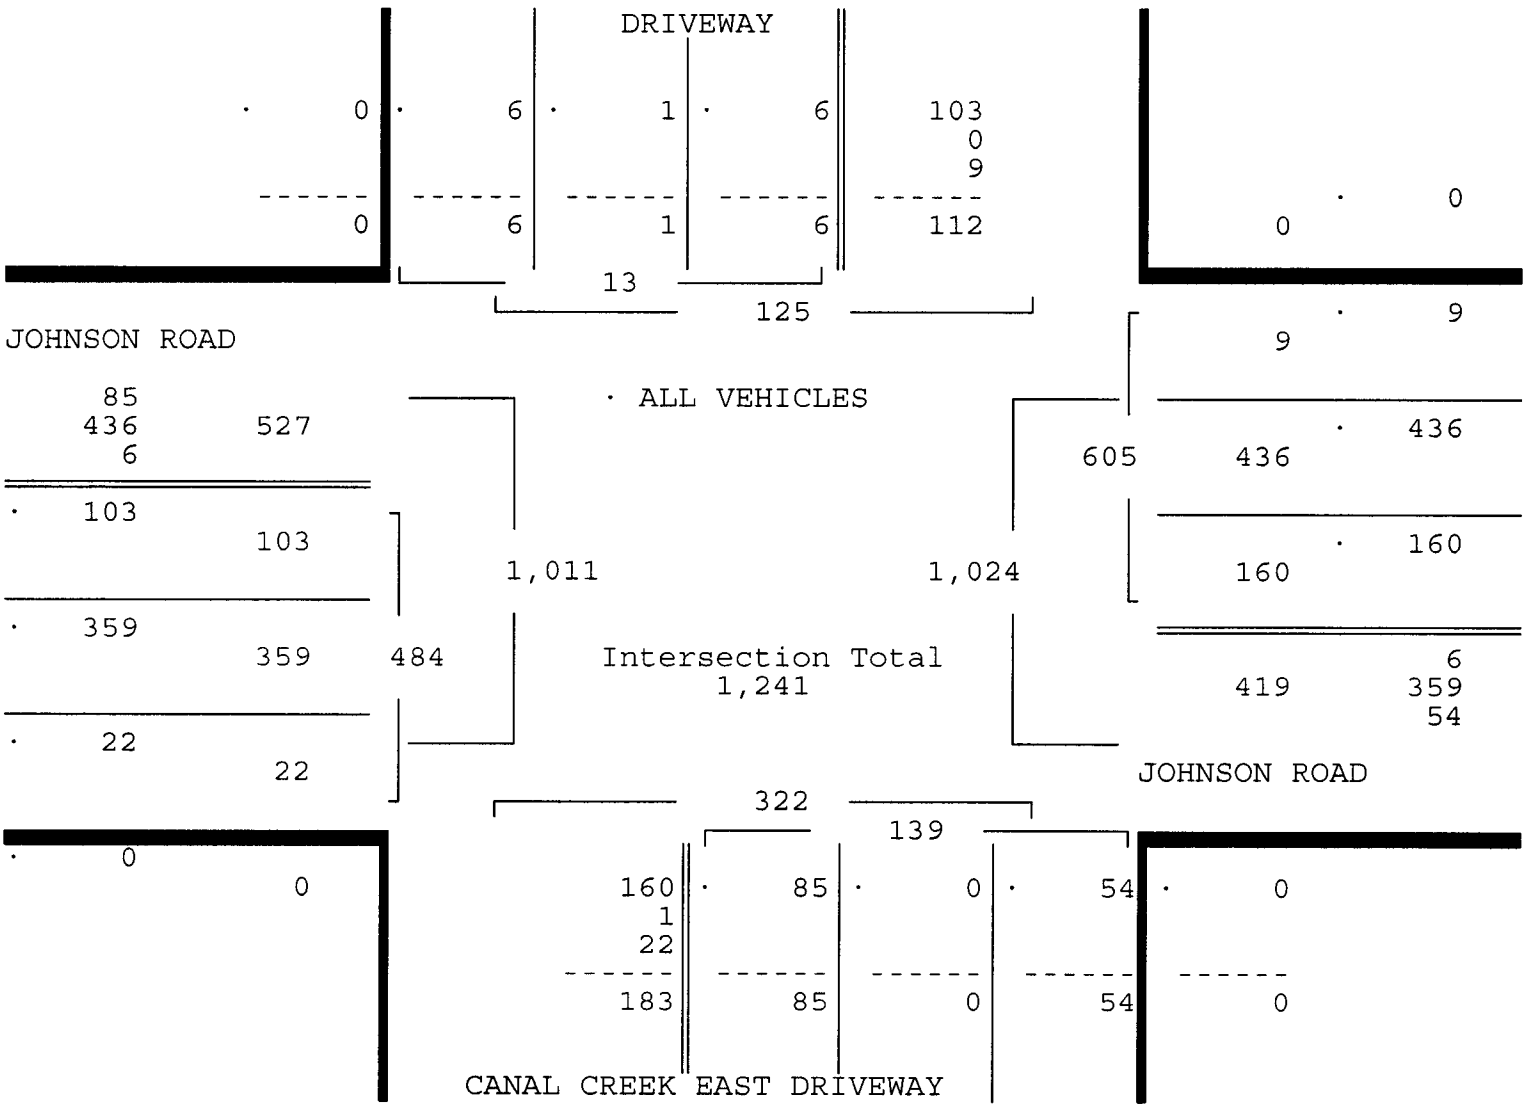 DRIVEWAY
· 0 · 6 · 1 · 6 103
0
9
------ ------ ------ ------ ------
0 6 1 6 112
· 0
0
13
125
· 9
9
JOHNSON ROAD
85
436 527
6
· ALL VEHICLES
· 436
605 436
· 103
103
· 160
160
1,011
1,024
· 359
359 484
Intersection Total
1,241
6
419 359
54
· 22
22
JOHNSON ROAD
322
139
· 0
0
160 · 85 · 0 · 54 · 0
1
22
------ ------ ------ ------ ------
183 85 0 54 0
CANAL CREEK EAST DRIVEWAY